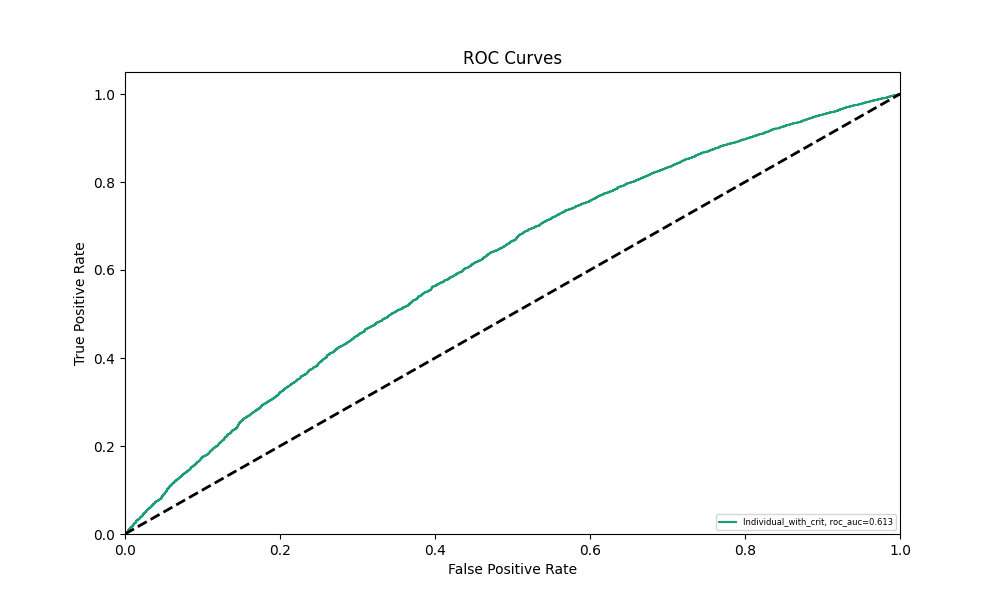 ROC Curves
True Positive Rate
1.0
0.8
0.6
0.4
0.2
0.0
Individual_with_crit, roc_auc=0.613
0.0 0.2 0.4 0.6 0.8 1.0
False Positive Rate